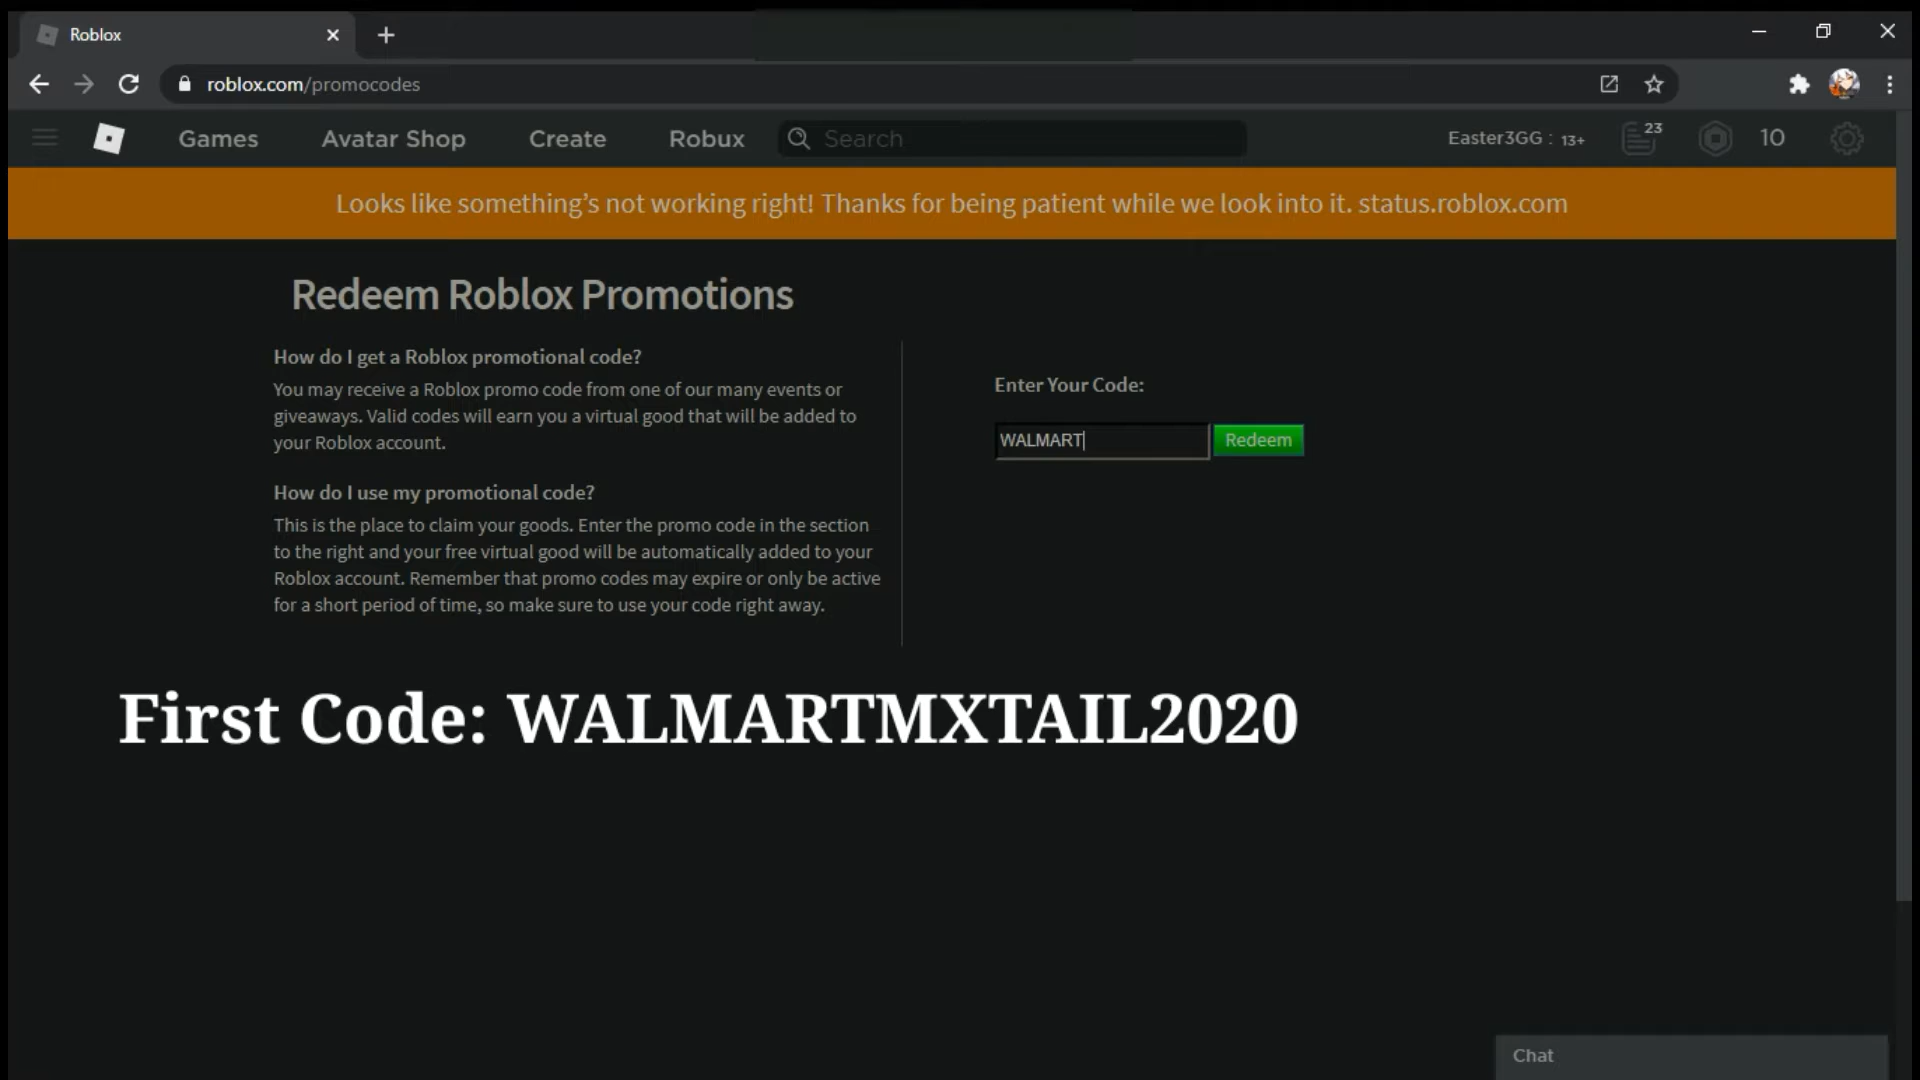 Roblox
roblox.com/promocodes
Games Avatar Shop Create Robux Search Easter3GG : 13+ 23 10
Looks like something's not working right! Thanks for being patient while we look into it. status.roblox.com
Redeem Roblox Promotions
How do I get a Roblox promotional code?
You may receive a Roblox promo code from one of our many events or
giveaways. Valid codes will earn you a virtual good that will be added to
your Roblox account.
How do I use my promotional code?
This is the place to claim your goods. Enter the promo code in the section
to the right and your free virtual good will be automatically added to your
Roblox account. Remember that promo codes may expire or only be active
for a short period of time, so make sure to use your code right away.
Enter Your Code:
WALMART Redeem
First Code: WALMARTMXTAIL2020
Chat